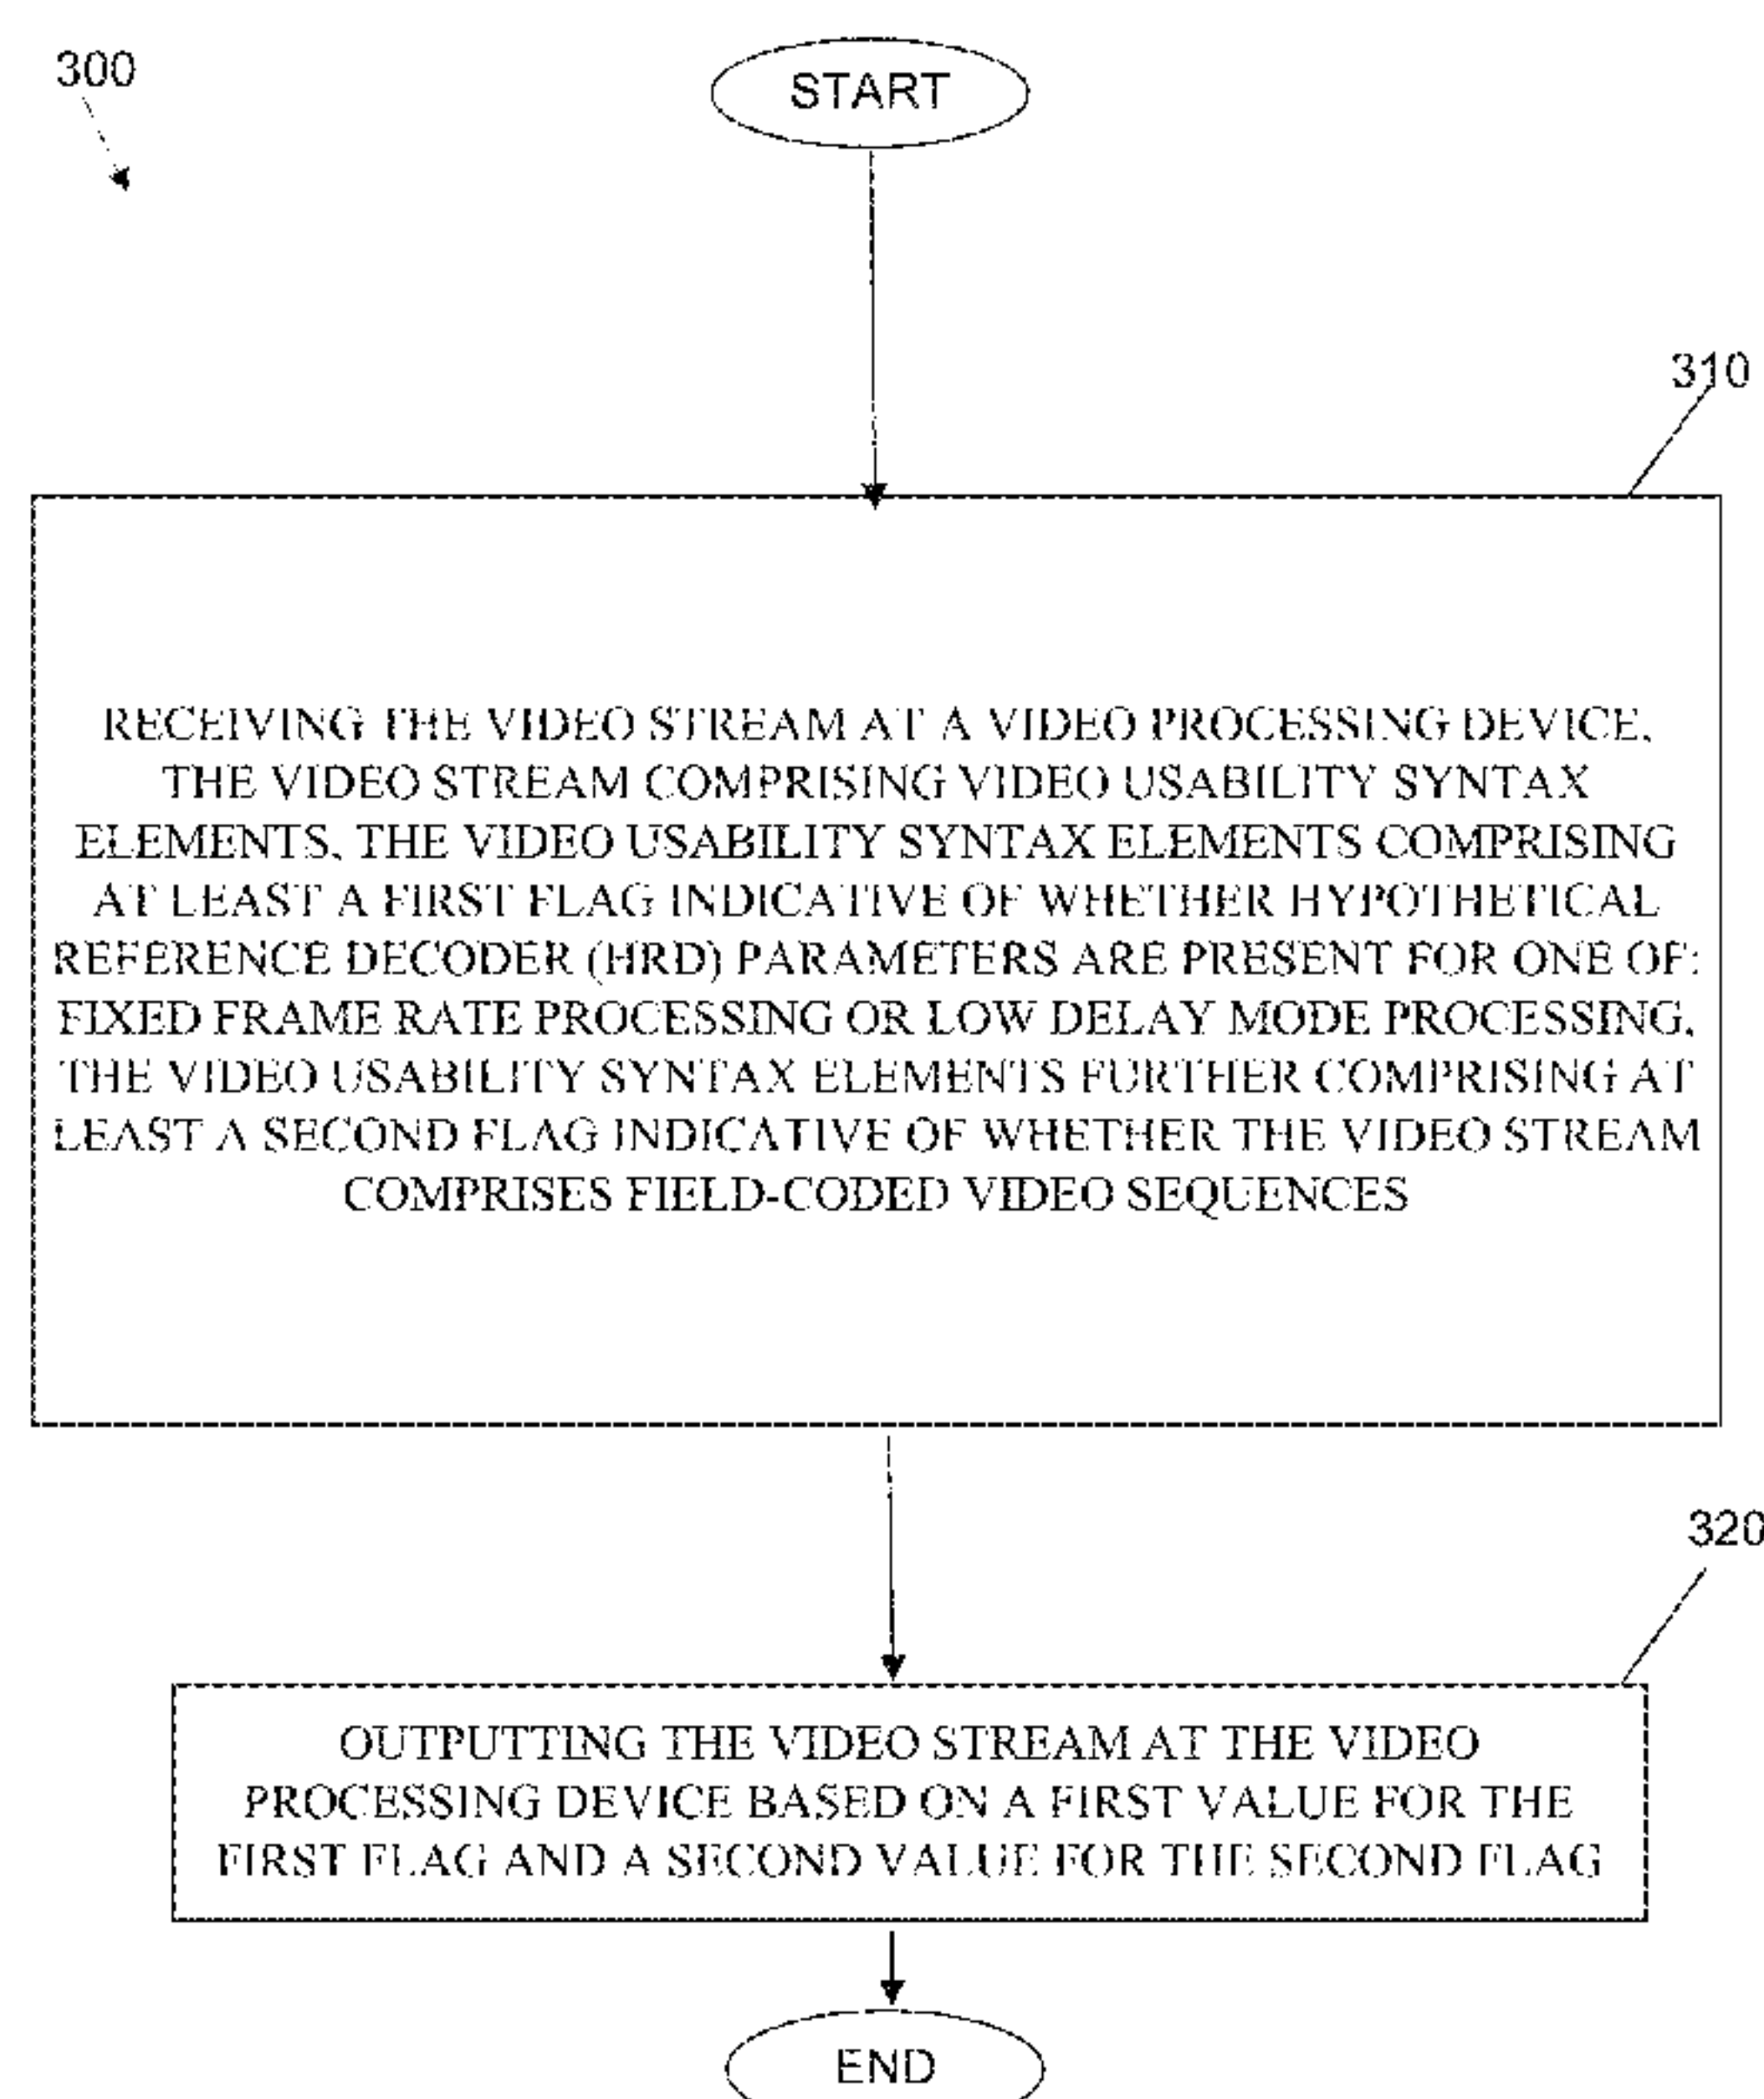 300
START
310
RECEIVING THE VIDEO STREAM AT A VIDEO PROCESSING DEVICE,
THE VIDEO STREAM COMPRISING VIDEO USABILITY SYNTAX
ELEMENTS, THE VIDEO USABILITY SYNTAX ELEMENTS COMPRISING
AT LEAST A FIRST FLAG INDICATIVE OF WHETHER HYPOTHETICAL
REFERENCE DECODER (HRD) PARAMETERS ARE PRESENT FOR ONE OF:
FIXED FRAME RATE PROCESSING OR LOW DELAY MODE PROCESSING,
THE VIDEO USABILITY SYNTAX ELEMENTS FURTHER COMPRISING AT
LEAST A SECOND FLAG INDICATIVE OF WHETHER THE VIDEO STREAM
COMPRISES FIELD-CODED VIDEO SEQUENCES
320
OUTPUTTING THE VIDEO STREAM AT THE VIDEO
PROCESSING DEVICE BASED ON A FIRST VALUE FOR THE
FIRST FLAG AND A SECOND VALUE FOR THE SECOND FLAG
END